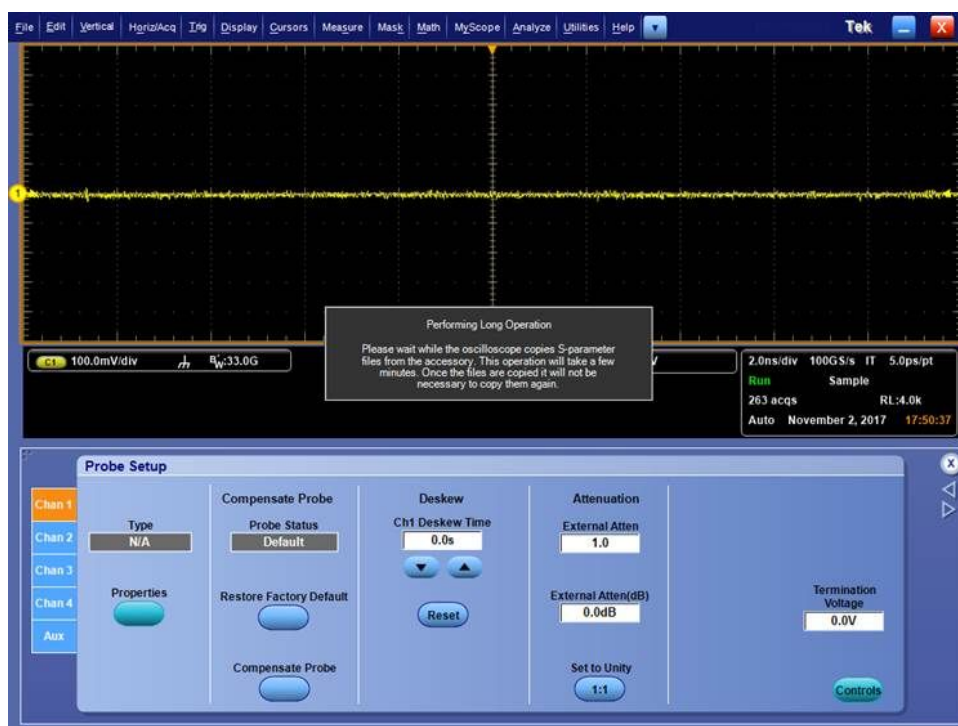 File Edit Vertical Horiz/Acq Trig Display Cursors Measure Mask Math MyScope Analyze Utilities Help Tek X
1
Performing Long Operation
Please wait while the oscilloscope copies S-parameter
files from the accessory. This operation will take a few
minutes. Once the files are copied it will not be
necessary to copy them again.
C1 100.0mV/div BW:33.0G
V
2.0ns/div 100GS/s IT 5.0ps/pt
Run Sample
263 acqs RL:4.0k
Auto November 2, 2017 17:50:37
Probe Setup
X
Chan 1
Chan 2
Chan 3
Chan 4
Aux
Type
N/A
Properties
Compensate Probe
Probe Status
Default
Restore Factory Default
Compensate Probe
Deskew
Ch1 Deskew Time
0.0s
Reset
Attenuation
External Atten
1.0
External Atten(dB)
0.0dB
Set to Unity
1:1
Termination
Voltage
0.0V
Controls